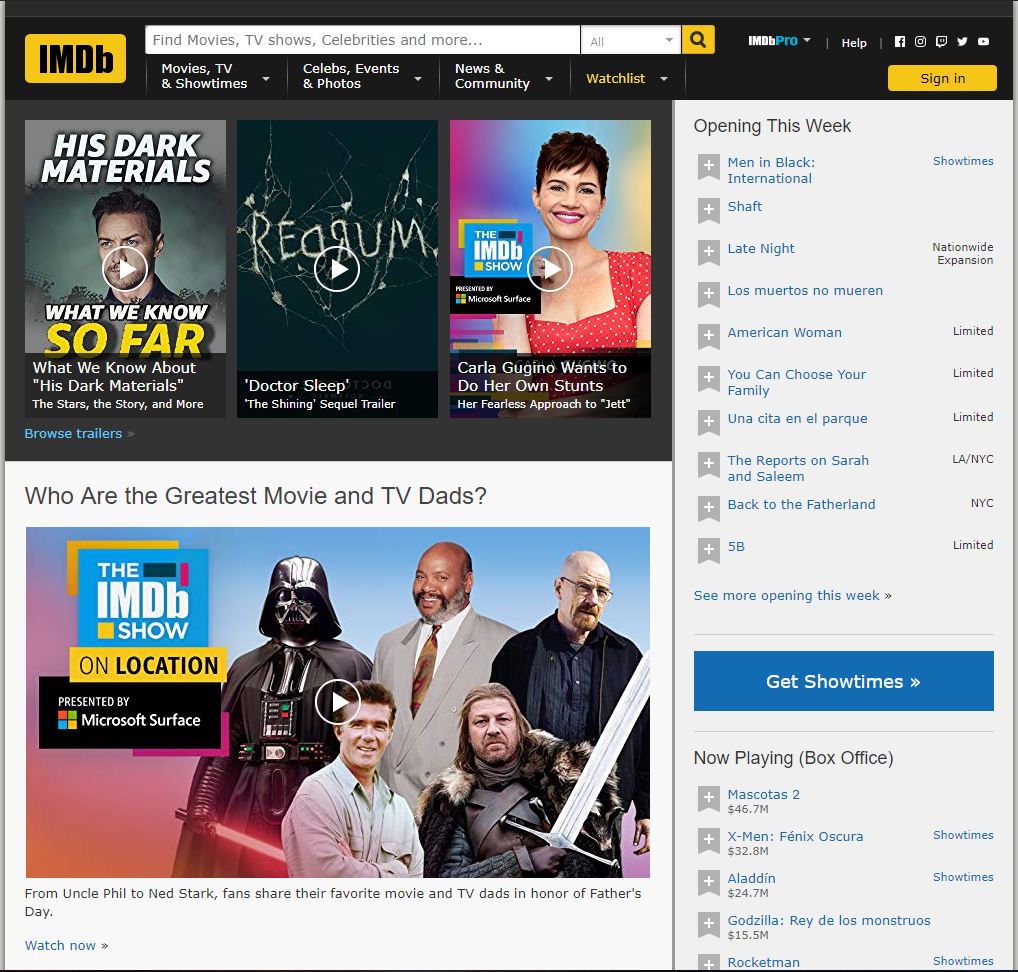 IMDb
Find Movies, TV shows, Celebrities and more...
All
IMDbPro
|
Help
|
Movies, TV
& Showtimes
Celebs, Events
& Photos
News &
Community
Watchlist
Sign in
HIS DARK
MATERIALS
WHAT WE KNOW
SO FAR
What We Know About
"His Dark Materials"
The Stars, the Story, and More
REDRUM
'Doctor Sleep'
'The Shining' Sequel Trailer
THE
IMDb
SHOW
PRESENTED BY
Microsoft Surface
CARLA GUGINO
Carla Gugino Wants to
Do Her Own Stunts
Her Fearless Approach to "Jett"
Browse trailers »
Who Are the Greatest Movie and TV Dads?
THE
IMDb
SHOW
ON LOCATION
PRESENTED BY
Microsoft Surface
From Uncle Phil to Ned Stark, fans share their favorite movie and TV dads in honor of Father's
Day.
Watch now »
Opening This Week
Men in Black: Showtimes
International
Shaft
Late Night Nationwide
Expansion
Los muertos no mueren
American Woman Limited
You Can Choose Your Limited
Family
Una cita en el parque Limited
The Reports on Sarah LA/NYC
and Saleem
Back to the Fatherland NYC
5B Limited
See more opening this week »
Get Showtimes »
Now Playing (Box Office)
Mascotas 2
$46.7M
X-Men: Fénix Oscura Showtimes
$32.8M
Aladdín Showtimes
$24.7M
Godzilla: Rey de los monstruos
$15.5M
Rocketman Showtimes